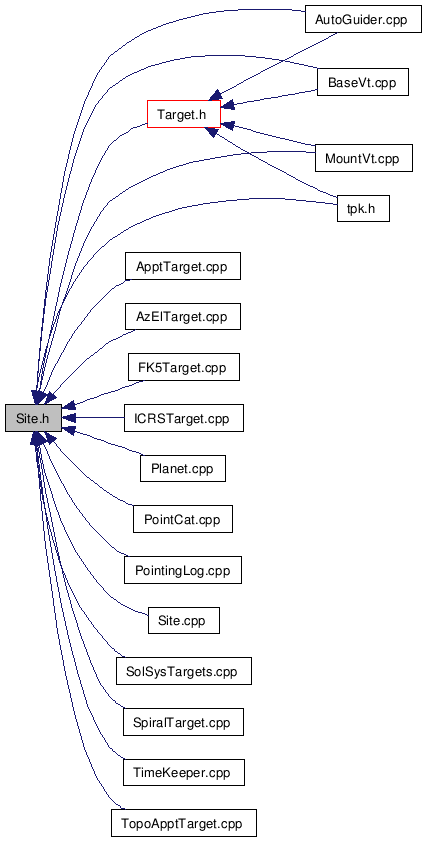 AutoGuider.cpp
BaseVt.cpp
Target.h
MountVt.cpp
tpk.h
ApptTarget.cpp
AzElTarget.cpp
FK5Target.cpp
Site.h
ICRSTarget.cpp
Planet.cpp
PointCat.cpp
PointingLog.cpp
Site.cpp
SolSysTargets.cpp
SpiralTarget.cpp
TimeKeeper.cpp
TopoApptTarget.cpp